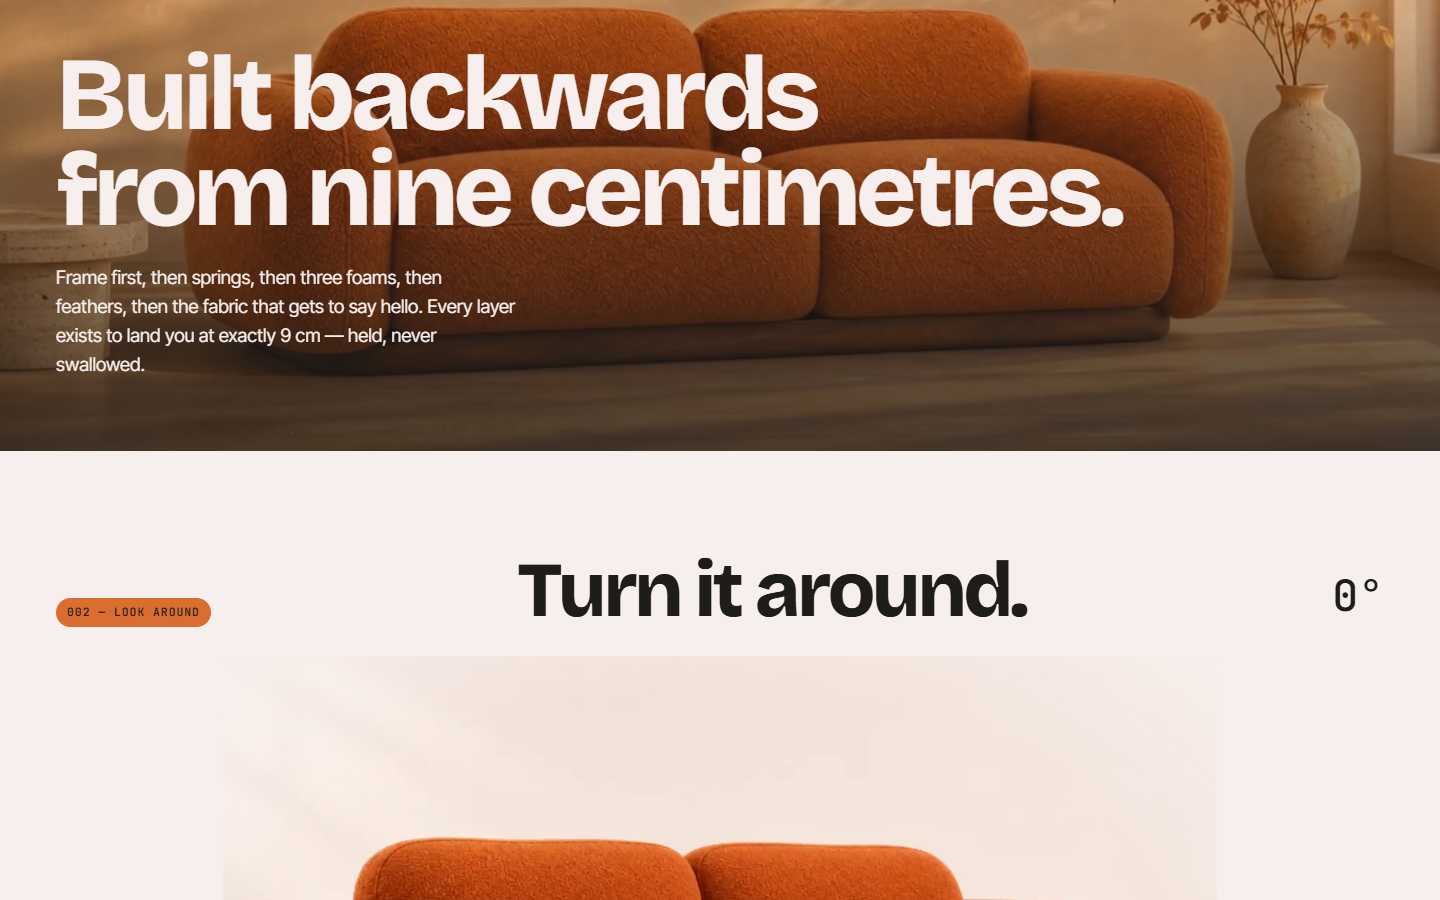 Built backwards
from nine centimetres.
Frame first, then springs, then three foams, then
feathers, then the fabric that gets to say hello. Every layer
exists to land you at exactly 9 cm — held, never
swallowed.
002 — LOOK AROUND
Turn it around.
0°